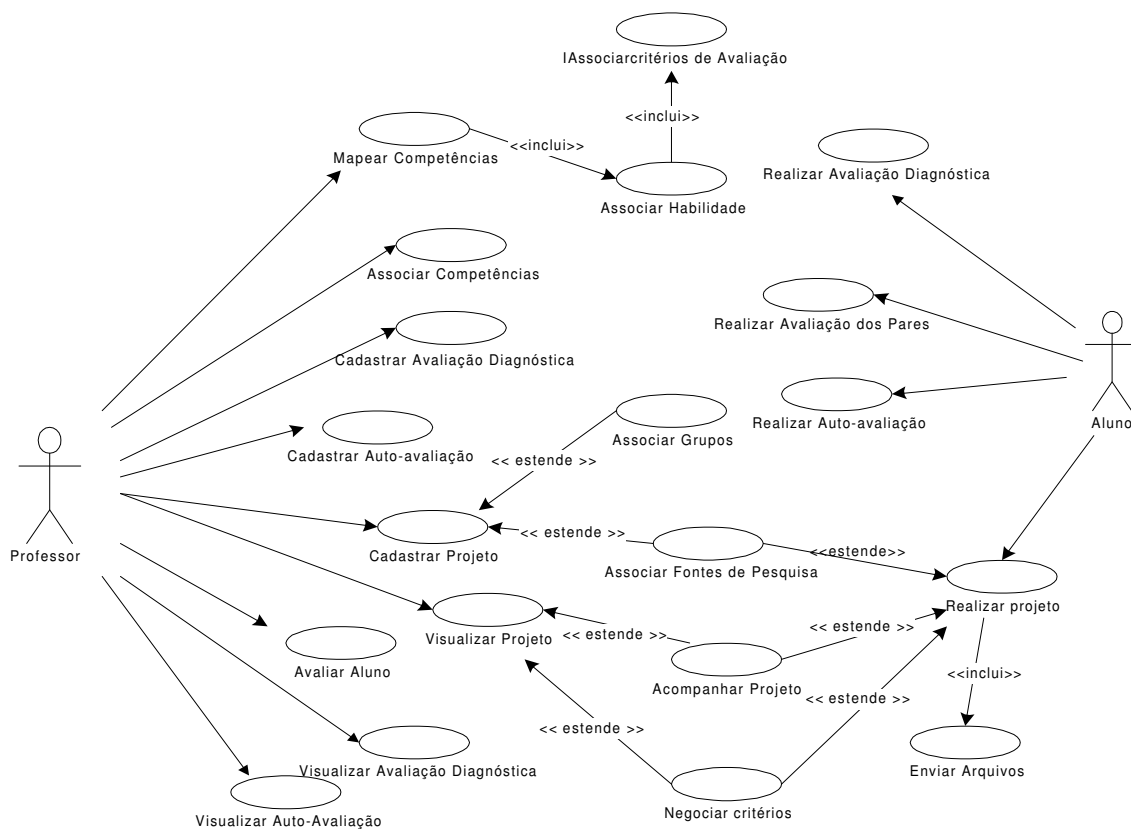 IAssociarcritérios de Avaliação
<<inclui>>
<<inclui>>
Mapear Competências
Realizar Avaliação Diagnóstica
Associar Habilidade
Associar Competências
Realizar Avaliação dos Pares
Cadastrar Avaliação Diagnóstica
Associar Grupos
Realizar Auto-avaliação
Aluno
Cadastrar Auto-avaliação
<< estende >>
Professor
Cadastrar Projeto
<< estende >>
Associar Fontes de Pesquisa
<<estende>>
Realizar projeto
Visualizar Projeto
<< estende >>
<< estende >>
Avaliar Aluno
Acompanhar Projeto
<<inclui>>
<< estende >>
<< estende >>
Visualizar Avaliação Diagnóstica
Enviar Arquivos
Visualizar Auto-Avaliação
Negociar critérios